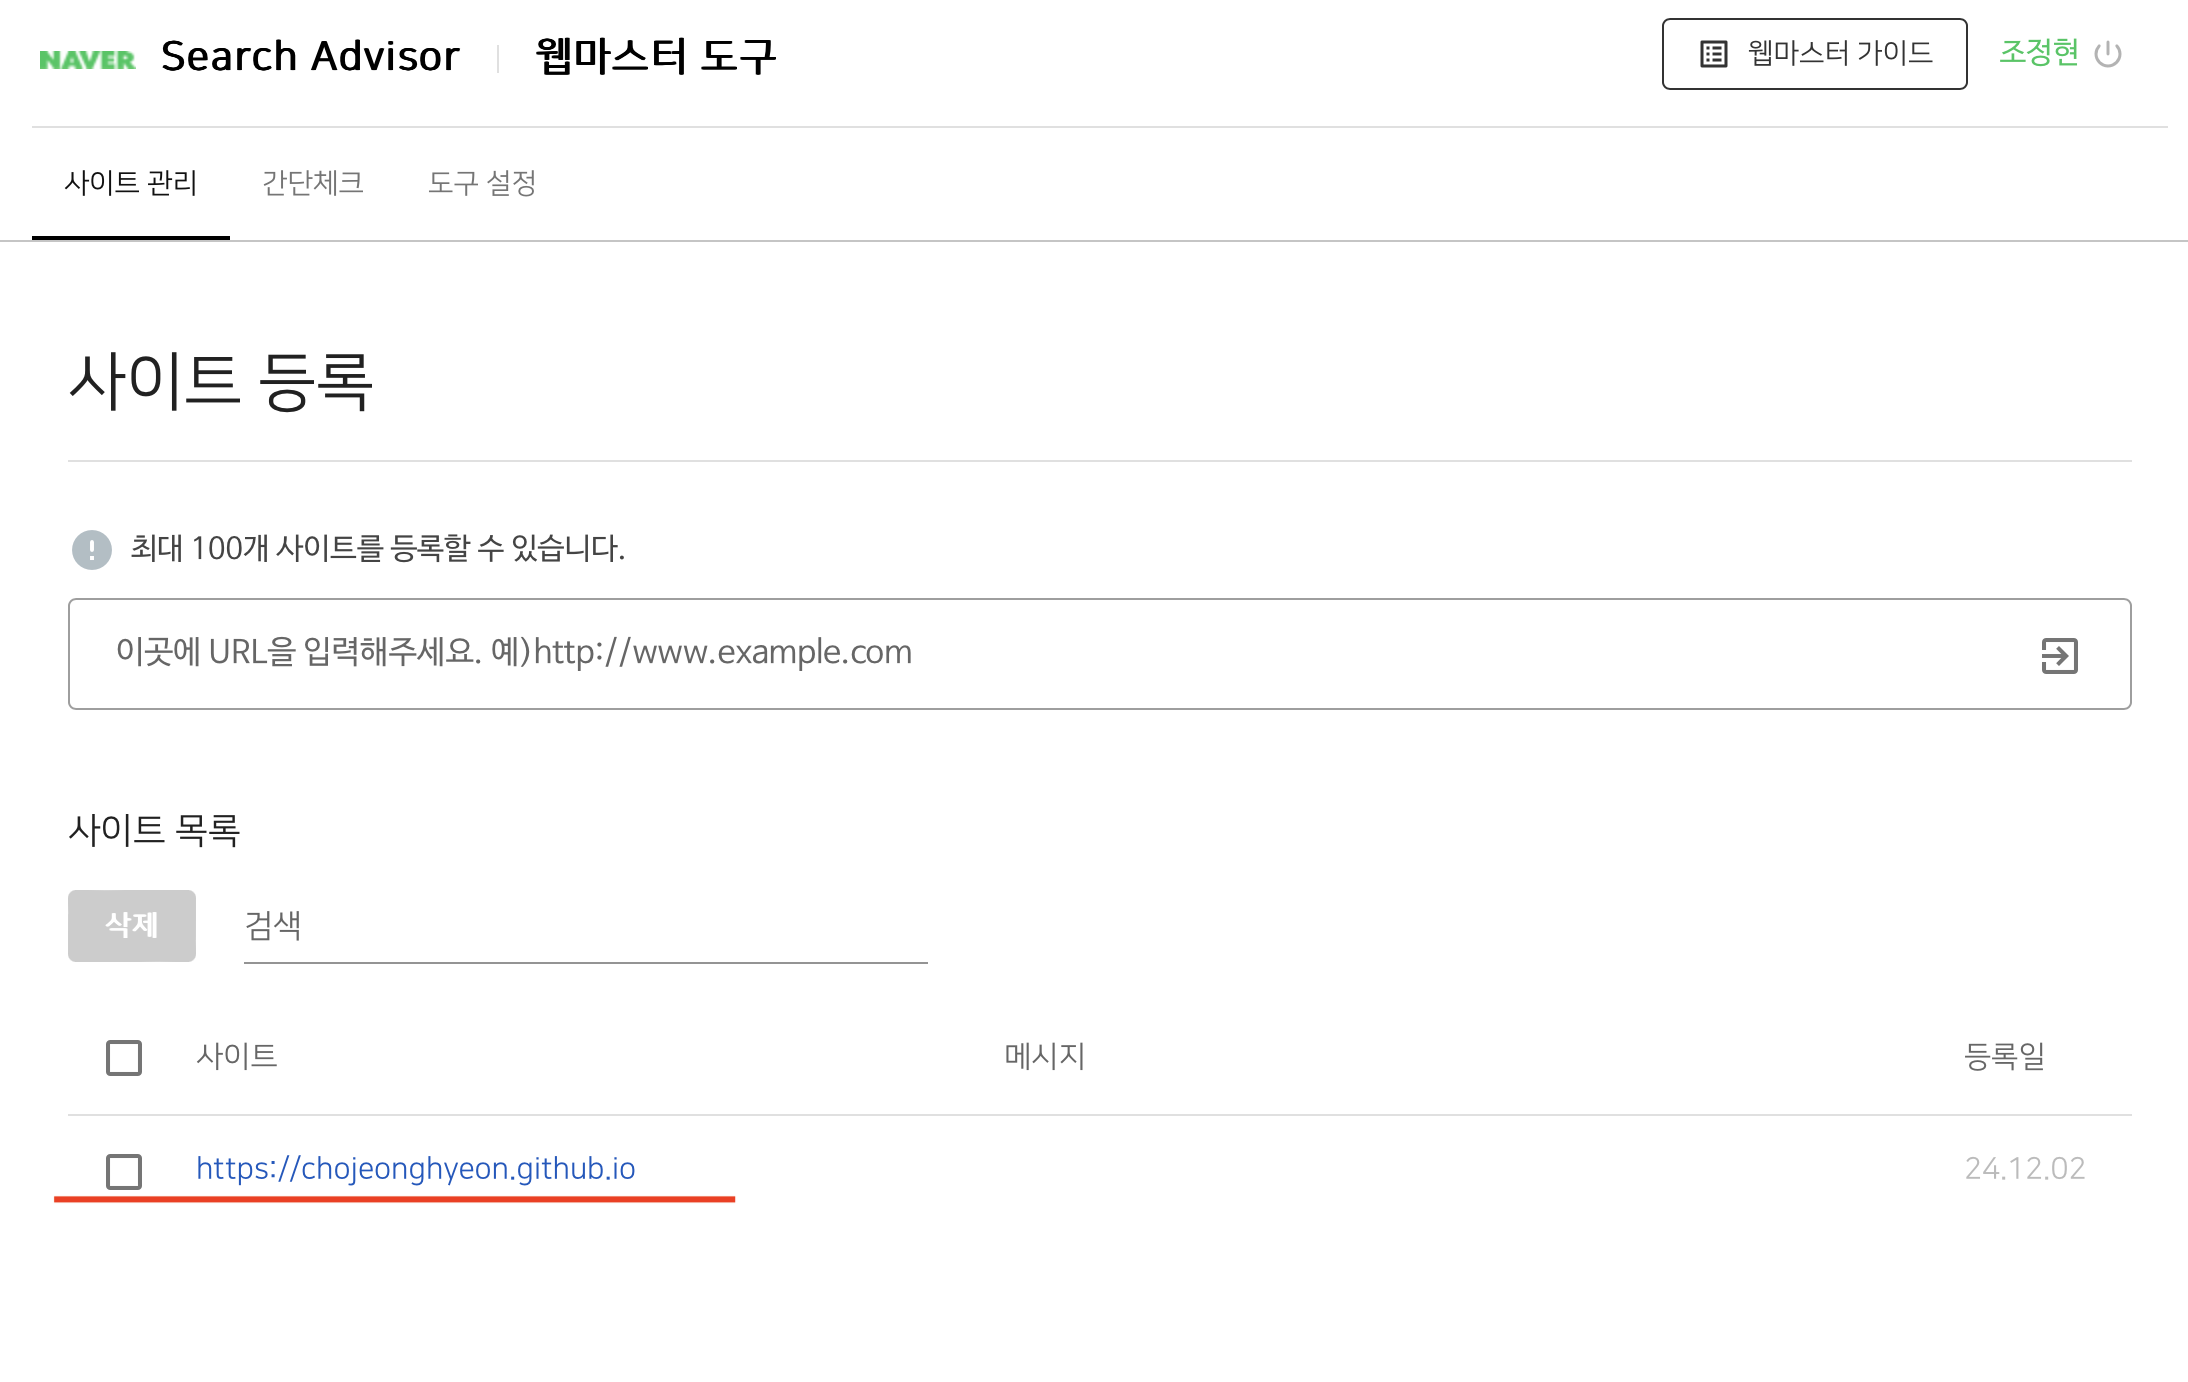 NAVER Search Advisor 웹마스터 도구 웹마스터 가이드 조정현
사이트 관리 간단체크 도구 설정
사이트 등록
최대 100개 사이트를 등록할 수 있습니다.
이곳에 URL을 입력해주세요. 예)http://www.example.com
사이트 목록
삭제 검색
사이트 메시지 등록일
https://chojeonghyeon.github.io 24.12.02